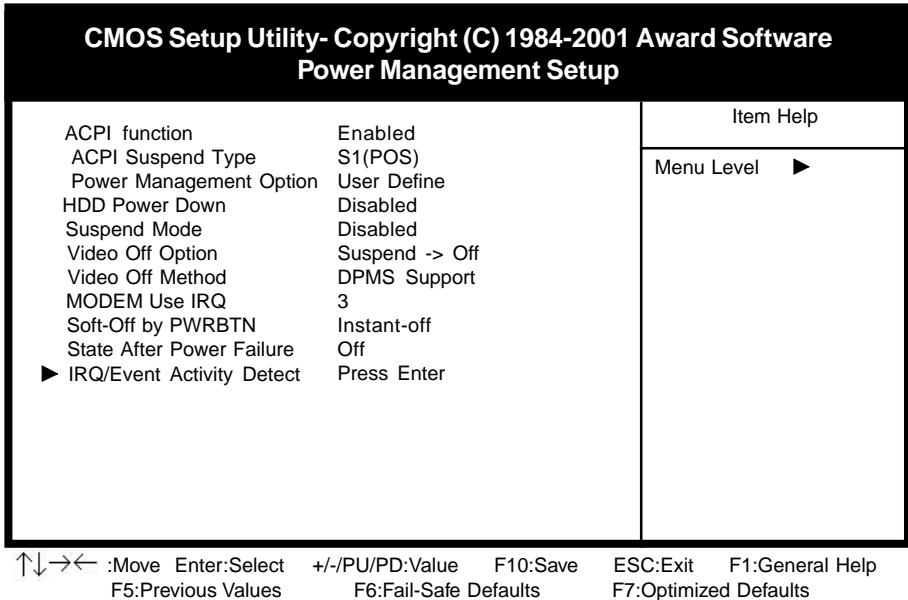 CMOS Setup Utility- Copyright (C) 1984-2001 Award Software
Power Management Setup
ACPI function Enabled
ACPI Suspend Type S1(POS)
Power Management Option User Define
HDD Power Down Disabled
Suspend Mode Disabled
Video Off Option Suspend -> Off
Video Off Method DPMS Support
MODEM Use IRQ 3
Soft-Off by PWRBTN Instant-off
State After Power Failure Off
▶ IRQ/Event Activity Detect Press Enter
Item Help
Menu Level ▶
↑↓→← :Move Enter:Select +/-/PU/PD:Value F10:Save ESC:Exit F1:General Help
F5:Previous Values F6:Fail-Safe Defaults F7:Optimized Defaults